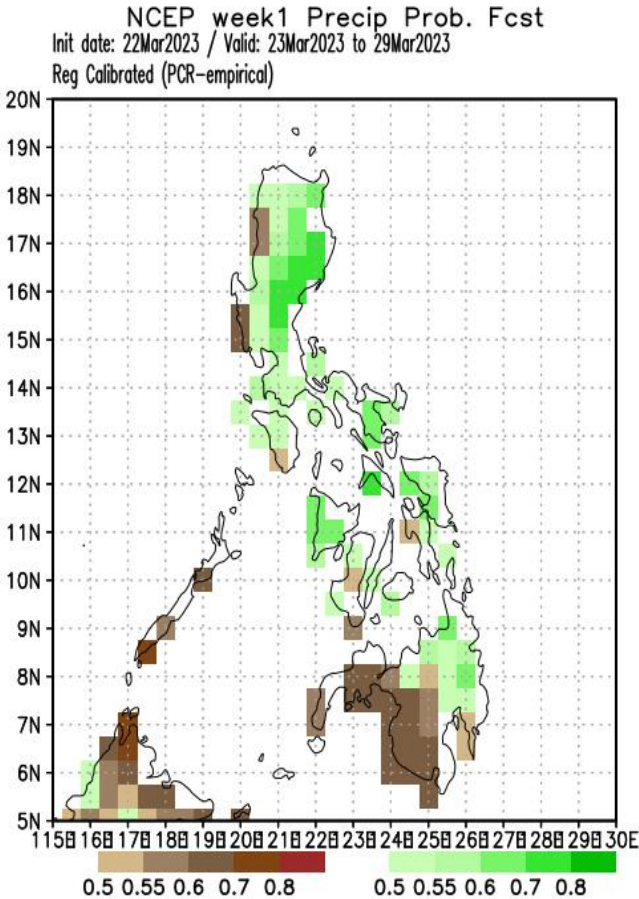 NCEP week1 Precip Prob. Fcst
Init date: 22Mar2023 / Valid: 23Mar2023 to 29Mar2023
Reg Calibrated (PCR-empirical)
20N
19N
18N
17N
16N
15N
14N
13N
12N
11N
10N
9N
8N
7N
6N
5N
115E 116E 117E 118E 119E 120E 121E 122E 123E 124E 125E 126E 127E 128E 129E 130E
0.5 0.55 0.6 0.7 0.8 0.5 0.55 0.6 0.7 0.8